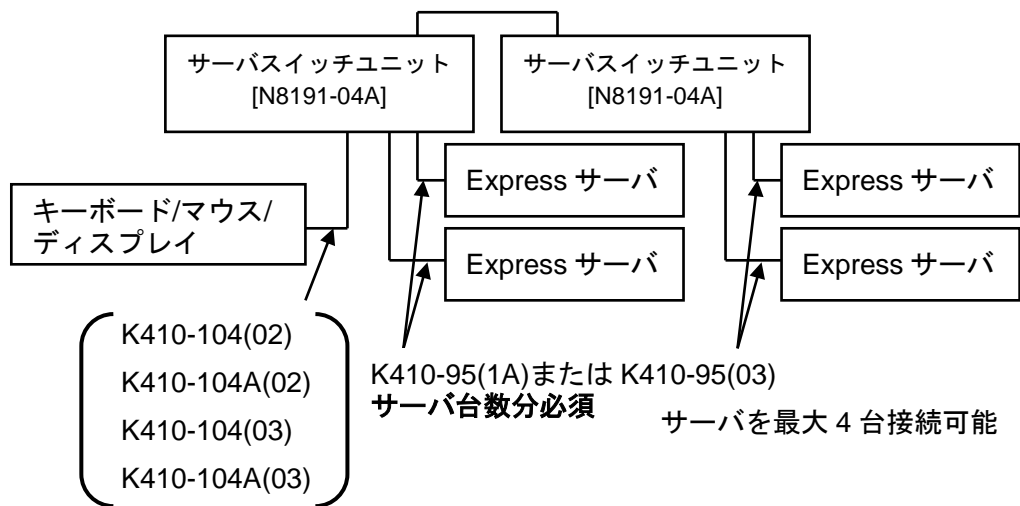 サーバスイッチユニット
[N8191-04A]
サーバスイッチユニット
[N8191-04A]
Express サーバ
Express サーバ
キーボード/マウス/
ディスプレイ
Express サーバ
Express サーバ
K410-104(02)
K410-104A(02)
K410-104(03)
K410-104A(03)
K410-95(1A)または K410-95(03)
サーバ台数分必須
サーバを最大 4 台接続可能